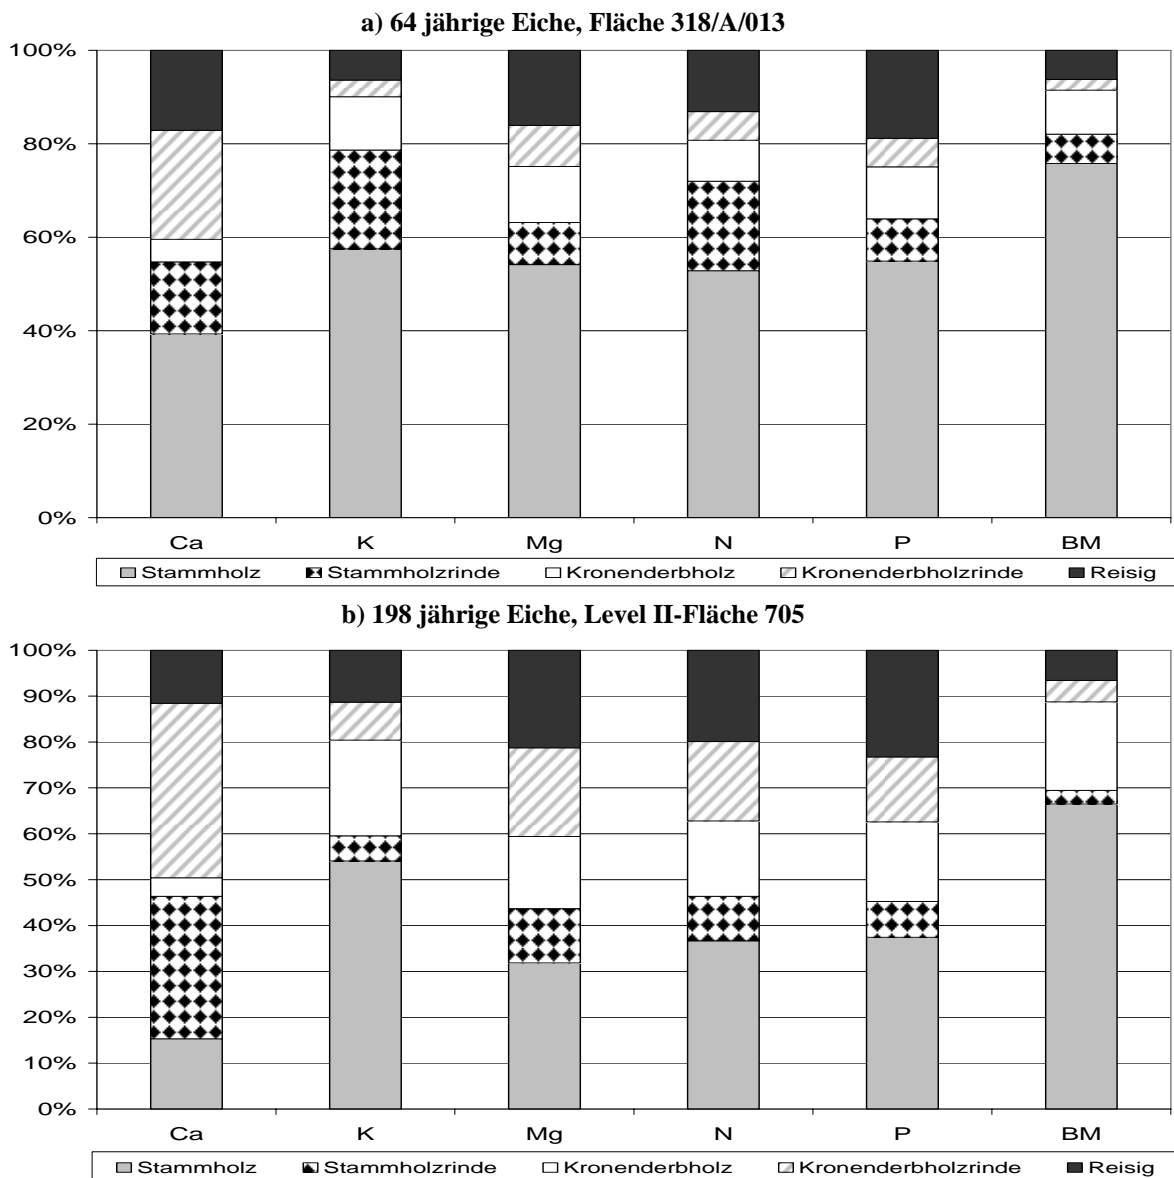 a) 64 jährige Eiche, Fläche 318/A/013
100%
80%
60%
40%
20%
0%
Ca K Mg N P BM
Stammholz Stammholzrinde Kronenderbholz Kronenderbholzrinde Reisig
b) 198 jährige Eiche, Level II-Fläche 705
100%
90%
80%
70%
60%
50%
40%
30%
20%
10%
0%
Ca K Mg N P BM
Stammholz Stammholzrinde Kronenderbholz Kronenderbholzrinde Reisig